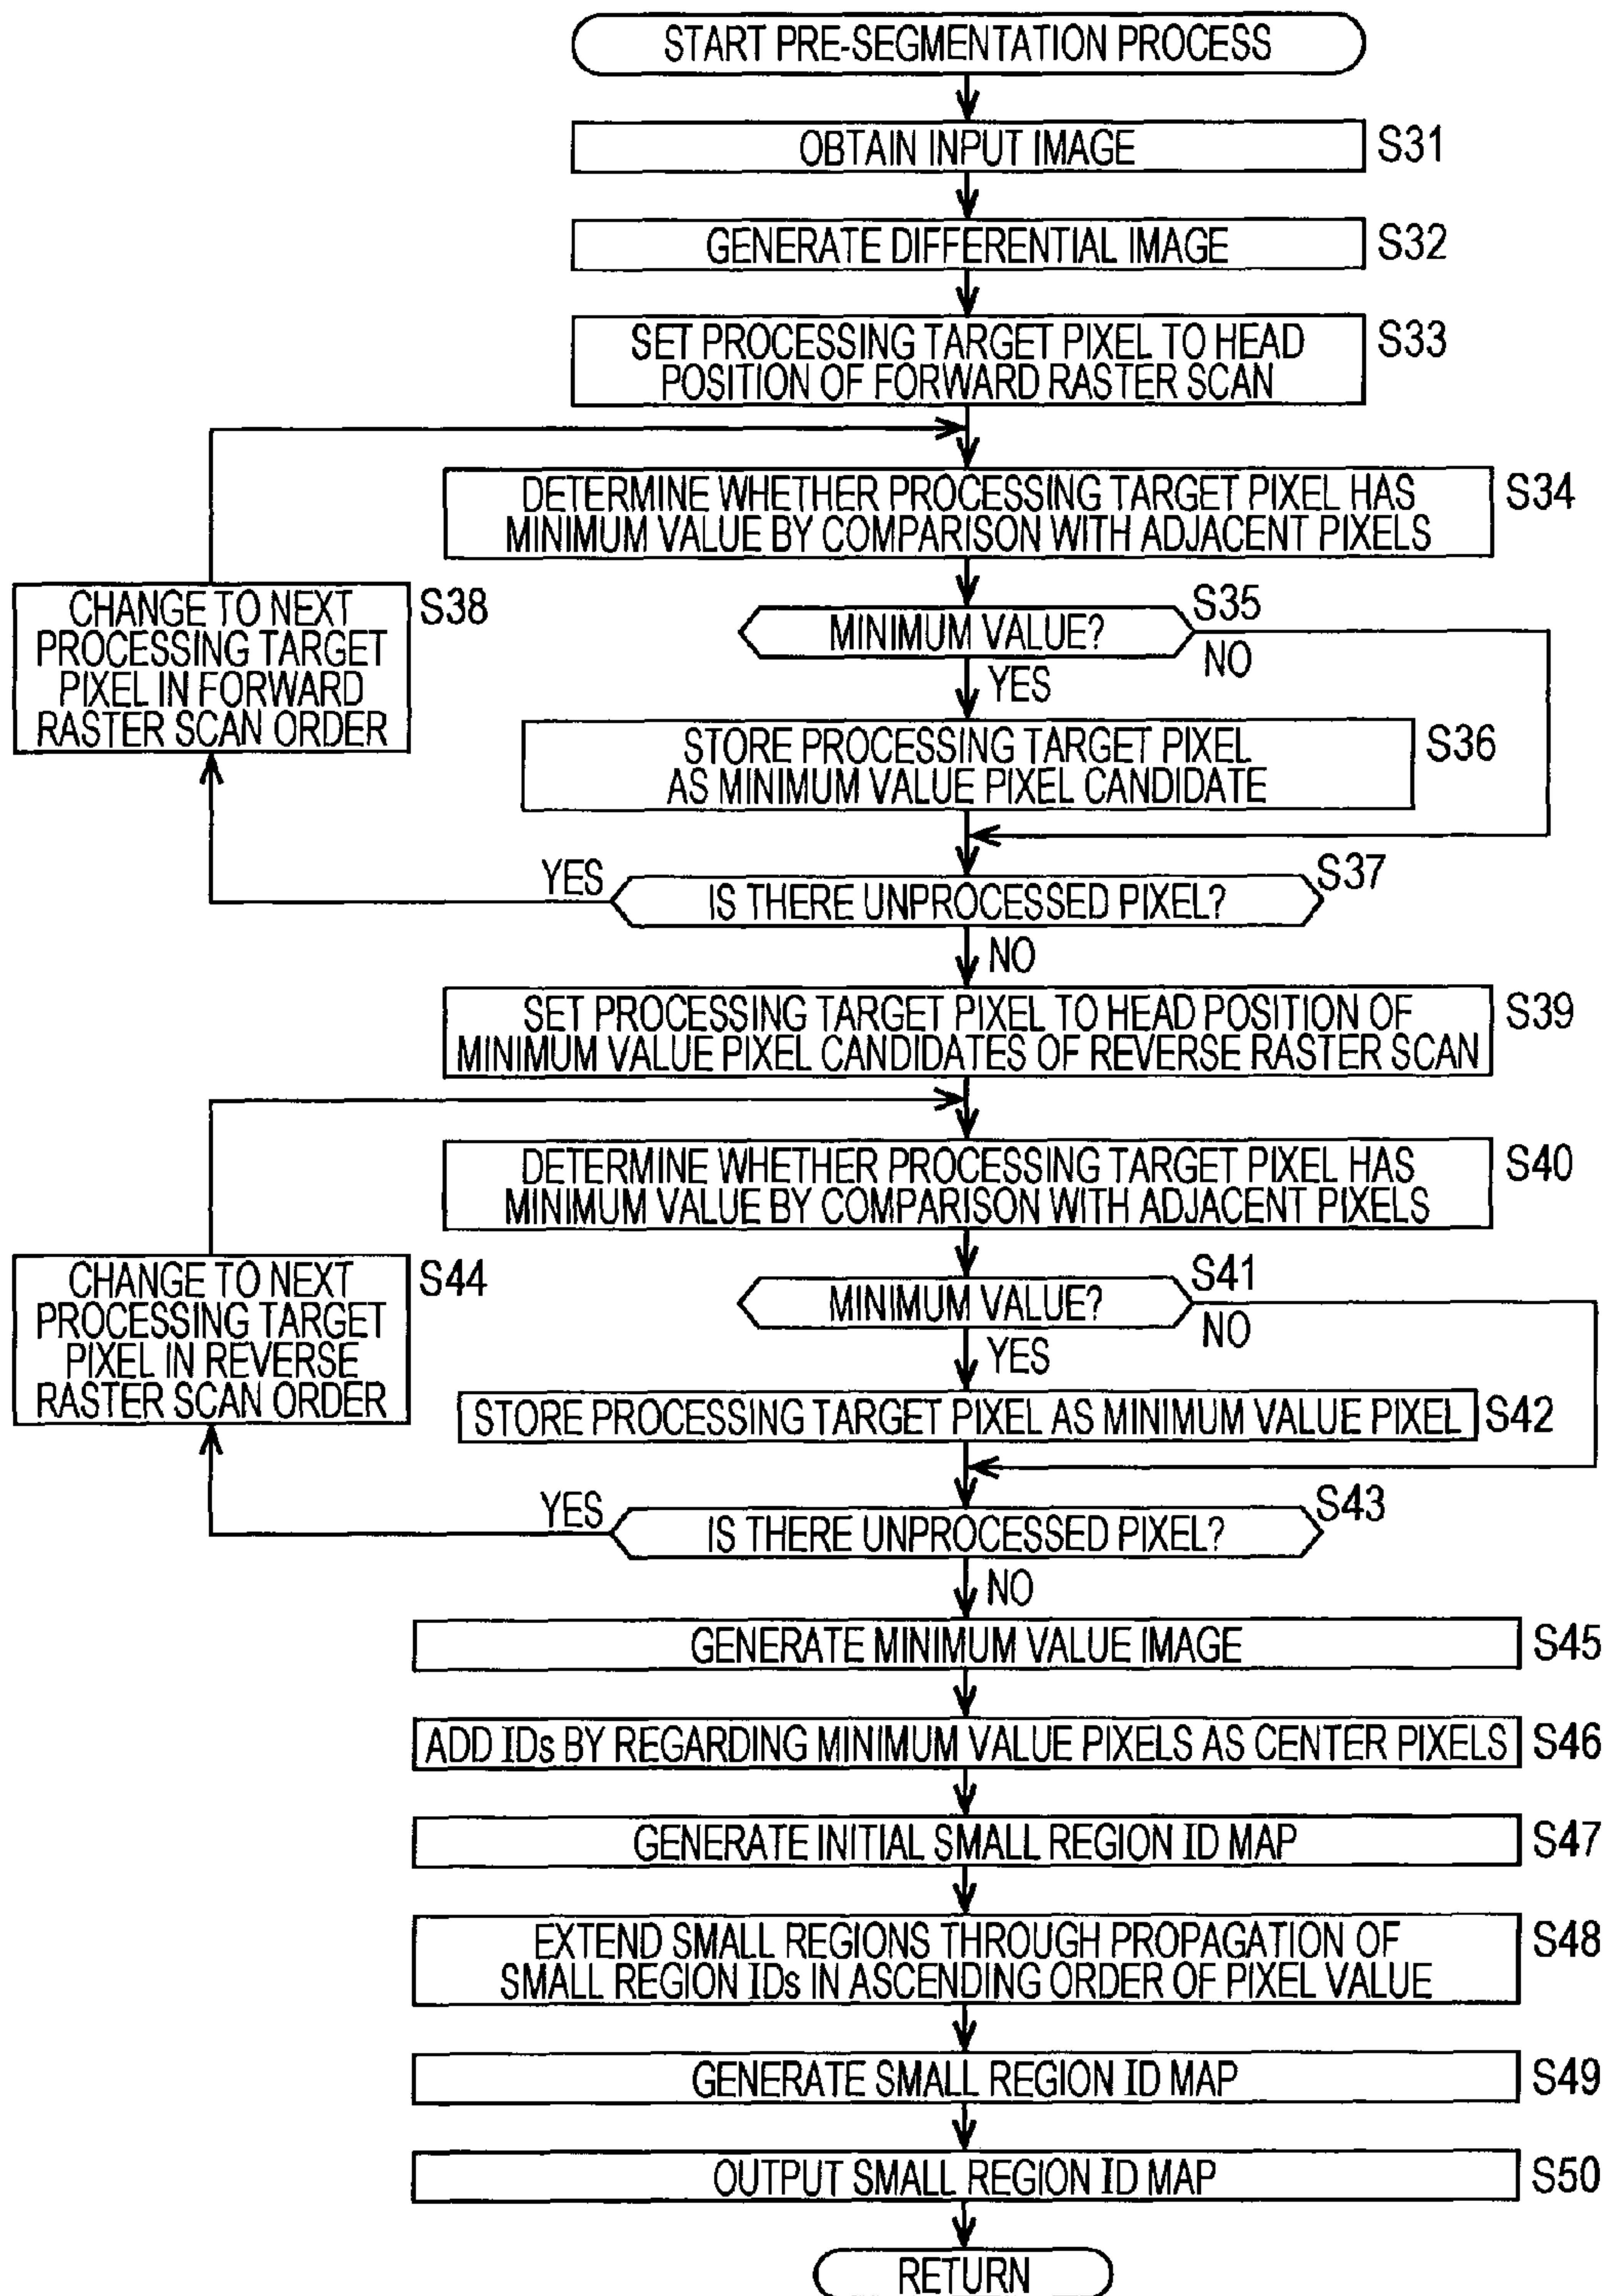 START PRE-SEGMENTATION PROCESS
OBTAIN INPUT IMAGE
S31
GENERATE DIFFERENTIAL IMAGE
S32
SET PROCESSING TARGET PIXEL TO HEAD
POSITION OF FORWARD RASTER SCAN
S33
DETERMINE WHETHER PROCESSING TARGET PIXEL HAS
MINIMUM VALUE BY COMPARISON WITH ADJACENT PIXELS
S34
CHANGE TO NEXT
PROCESSING TARGET
PIXEL IN FORWARD
RASTER SCAN ORDER
S38
MINIMUM VALUE?
S35
NO
YES
STORE PROCESSING TARGET PIXEL
AS MINIMUM VALUE PIXEL CANDIDATE
S36
YES
IS THERE UNPROCESSED PIXEL?
S37
NO
SET PROCESSING TARGET PIXEL TO HEAD POSITION OF
MINIMUM VALUE PIXEL CANDIDATES OF REVERSE RASTER SCAN
S39
DETERMINE WHETHER PROCESSING TARGET PIXEL HAS
MINIMUM VALUE BY COMPARISON WITH ADJACENT PIXELS
S40
CHANGE TO NEXT
PROCESSING TARGET
PIXEL IN REVERSE
RASTER SCAN ORDER
S44
MINIMUM VALUE?
S41
NO
YES
STORE PROCESSING TARGET PIXEL AS MINIMUM VALUE PIXEL
S42
YES
IS THERE UNPROCESSED PIXEL?
S43
NO
GENERATE MINIMUM VALUE IMAGE
S45
ADD IDs BY REGARDING MINIMUM VALUE PIXELS AS CENTER PIXELS
S46
GENERATE INITIAL SMALL REGION ID MAP
S47
EXTEND SMALL REGIONS THROUGH PROPAGATION OF
SMALL REGION IDs IN ASCENDING ORDER OF PIXEL VALUE
S48
GENERATE SMALL REGION ID MAP
S49
OUTPUT SMALL REGION ID MAP
S50
RETURN